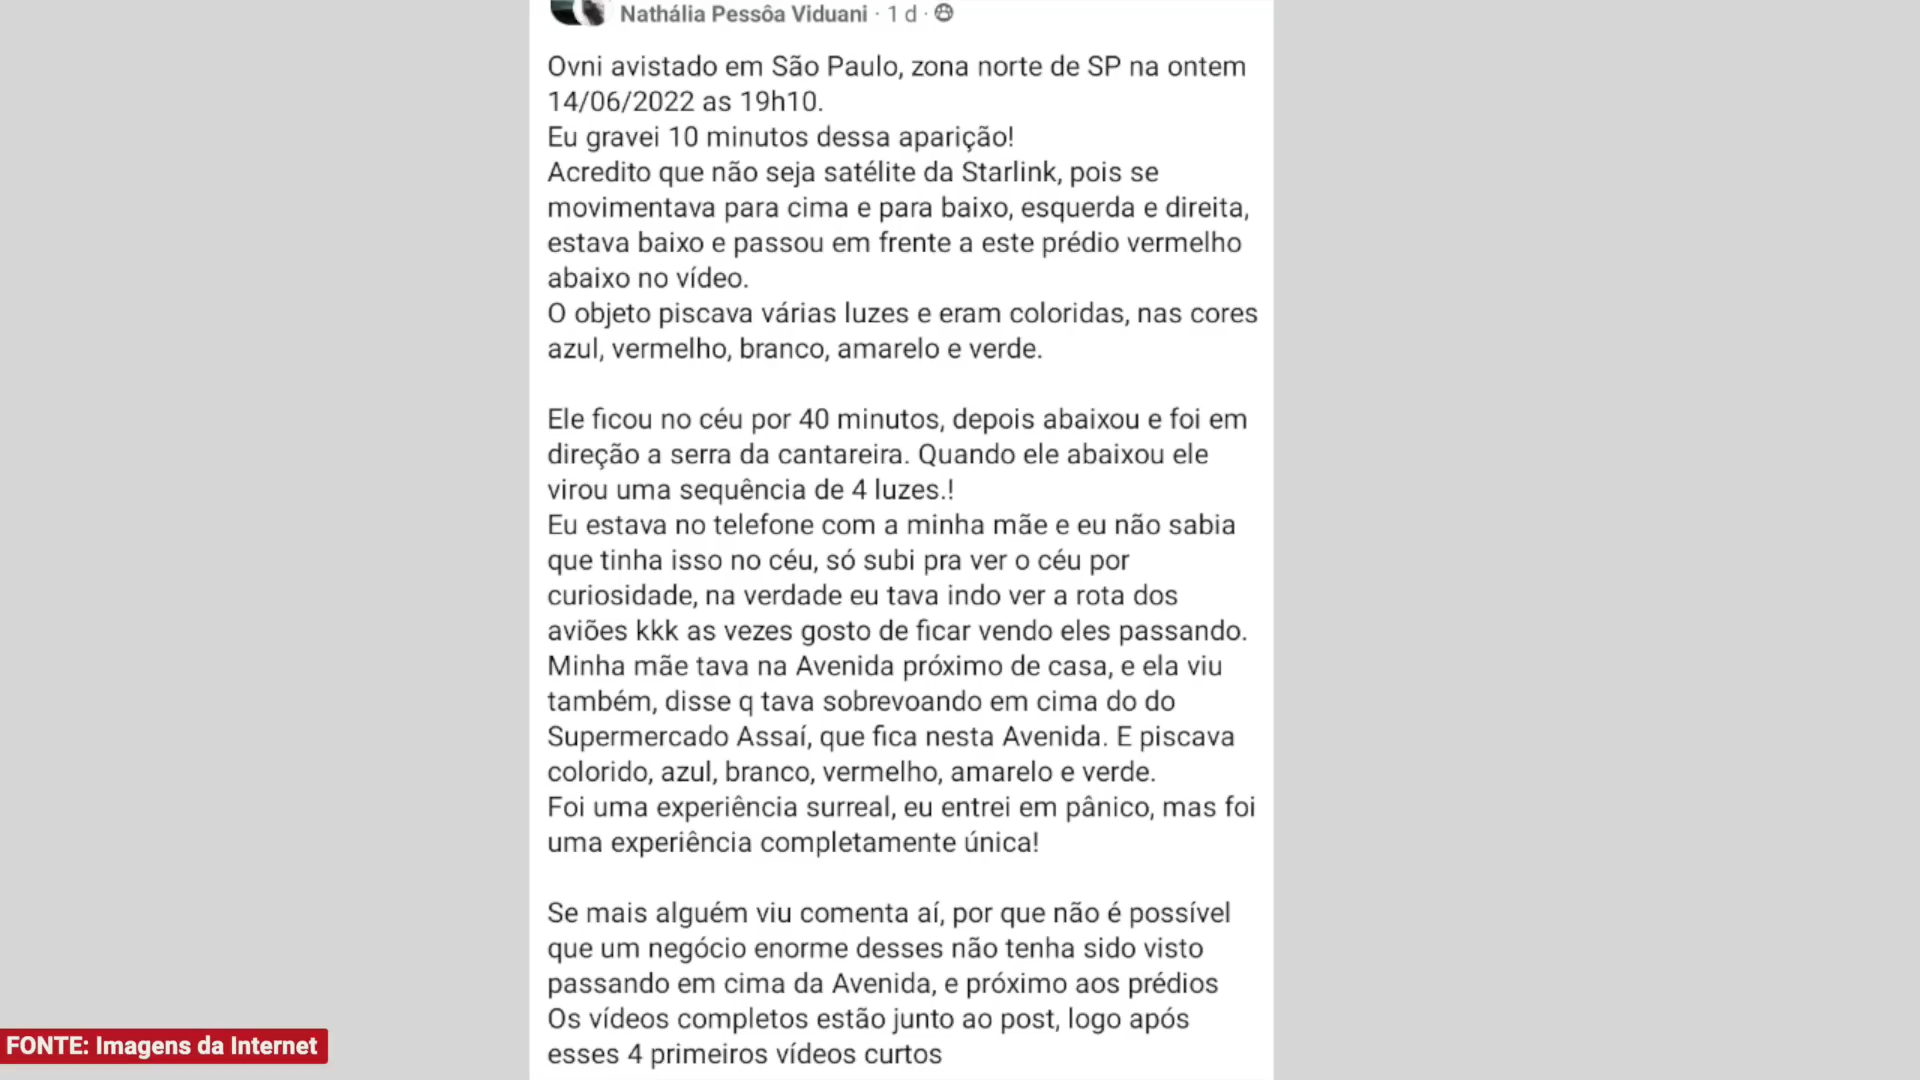 Nathália Pessôa Viduani · 1 d ·
Ovni avistado em São Paulo, zona norte de SP na ontem
14/06/2022 as 19h10.
Eu gravei 10 minutos dessa aparição!
Acredito que não seja satélite da Starlink, pois se
movimentava para cima e para baixo, esquerda e direita,
estava baixo e passou em frente a este prédio vermelho
abaixo no vídeo.
O objeto piscava várias luzes e eram coloridas, nas cores
azul, vermelho, branco, amarelo e verde.
Ele ficou no céu por 40 minutos, depois abaixou e foi em
direção a serra da cantareira. Quando ele abaixou ele
virou uma sequência de 4 luzes.!
Eu estava no telefone com a minha mãe e eu não sabia
que tinha isso no céu, só subi pra ver o céu por
curiosidade, na verdade eu tava indo ver a rota dos
aviões kkk as vezes gosto de ficar vendo eles passando.
Minha mãe tava na Avenida próximo de casa, e ela viu
também, disse q tava sobrevoando em cima do do
Supermercado Assaí, que fica nesta Avenida. E piscava
colorido, azul, branco, vermelho, amarelo e verde.
Foi uma experiência surreal, eu entrei em pânico, mas foi
uma experiência completamente única!
Se mais alguém viu comenta aí, por que não é possível
que um negócio enorme desses não tenha sido visto
passando em cima da Avenida, e próximo aos prédios
Os vídeos completos estão junto ao post, logo após
esses 4 primeiros vídeos curtos
FONTE: Imagens da Internet